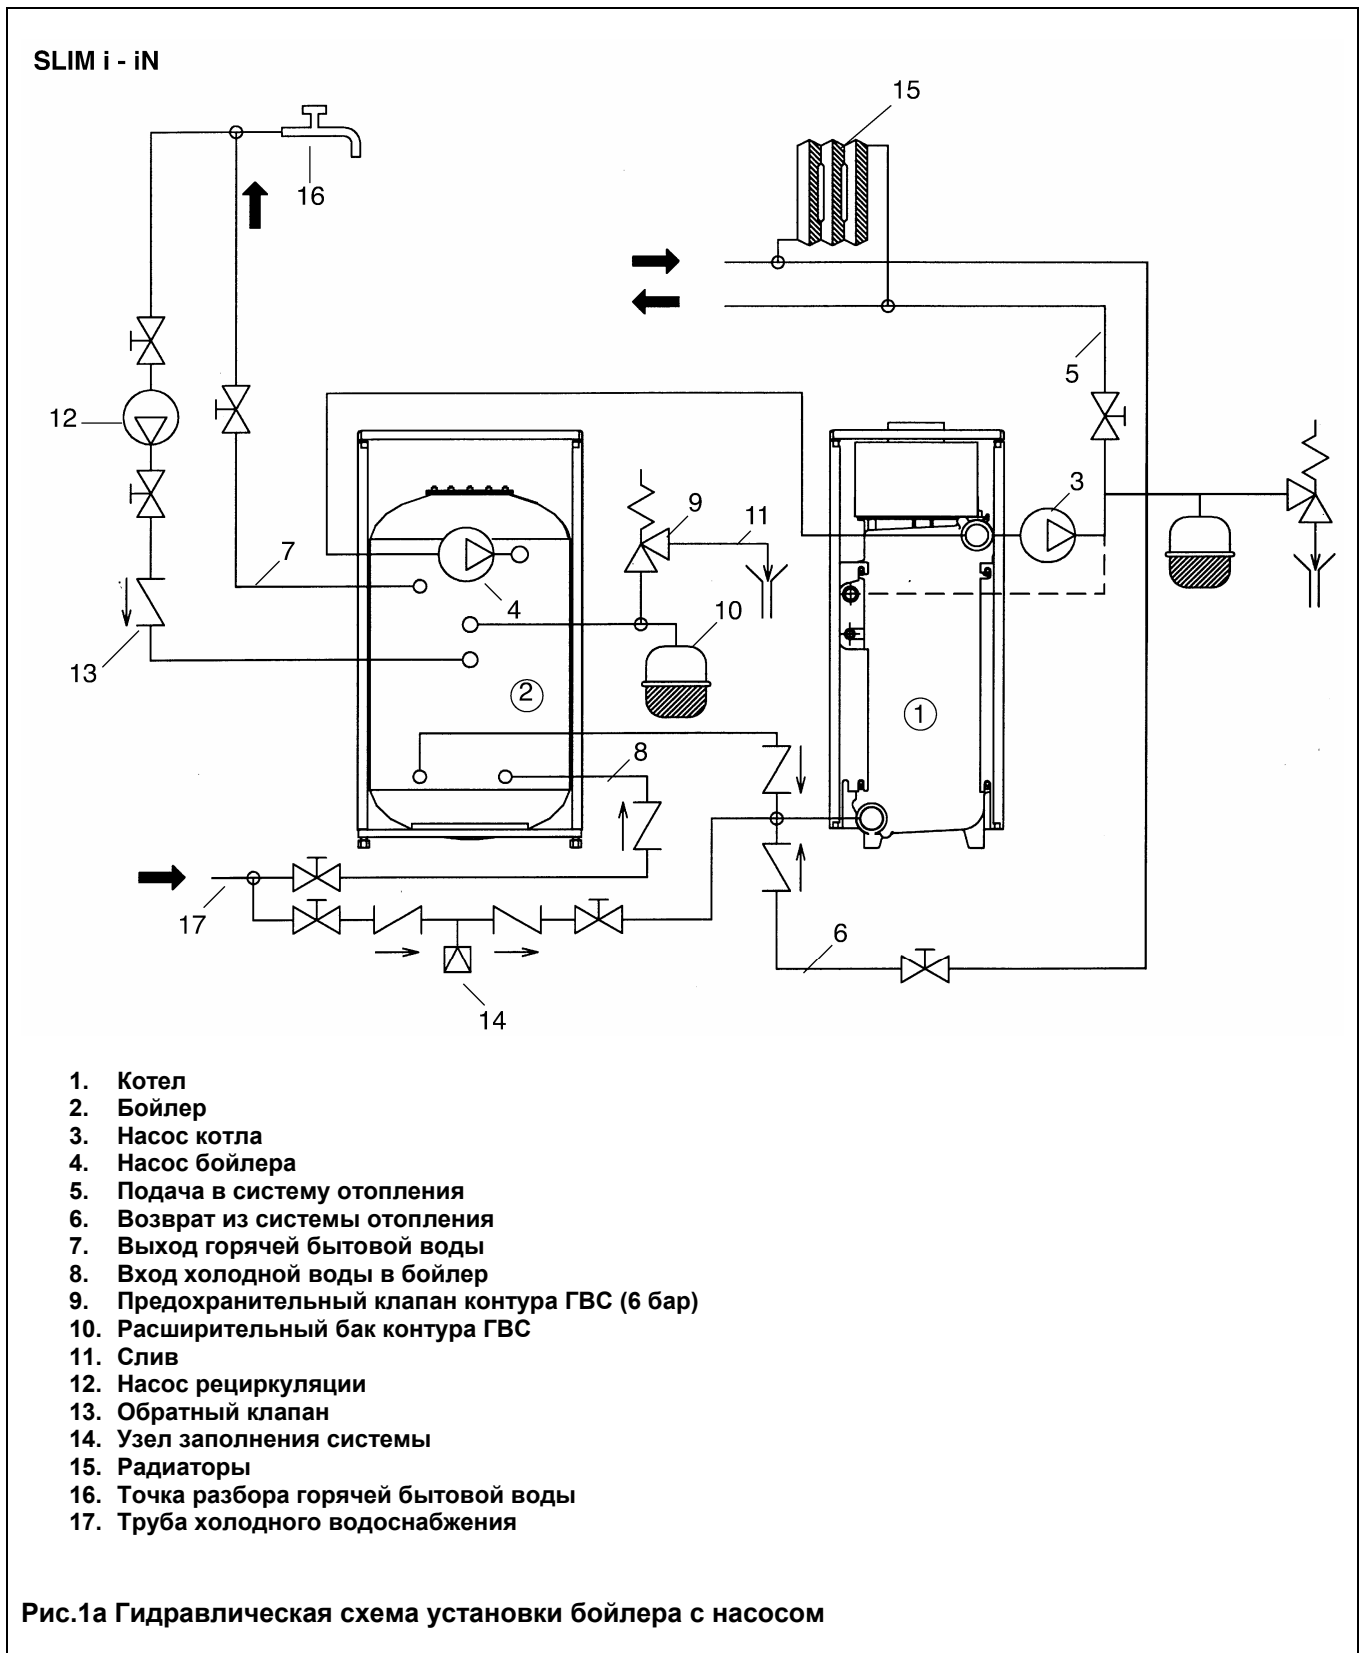 SLIM i - iN
15
16
5
12
3
9
11
7
4
10
13
2
1
8
17
6
14
1. Котел
2. Бойлер
3. Насос котла
4. Насос бойлера
5. Подача в систему отопления
6. Возврат из системы отопления
7. Выход горячей бытовой воды
8. Вход холодной воды в бойлер
9. Предохранительный клапан контура ГВС (6 бар)
10. Расширительный бак контура ГВС
11. Слив
12. Насос рециркуляции
13. Обратный клапан
14. Узел заполнения системы
15. Радиаторы
16. Точка разбора горячей бытовой воды
17. Труба холодного водоснабжения
Рис.1а Гидравлическая схема установки бойлера с насосом